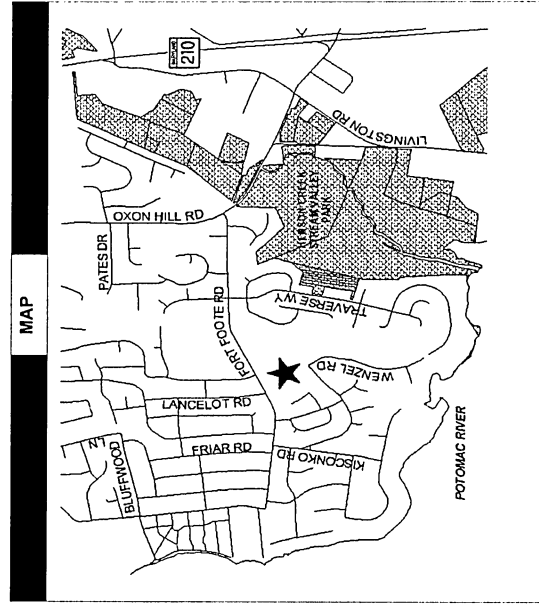 MAP
MARYLAND
210
OXON HILL RD
PATES DR
LIVINGSTON RD
HENSON CREEK
STREAM VALLEY
PARK
FORT FOOTE RD
TRAVERSE WY
WENZEL RD
LANCELOT RD
BLUFFWOOD LN
FRIAR RD
KISCONKO RD
POTOMAC RIVER